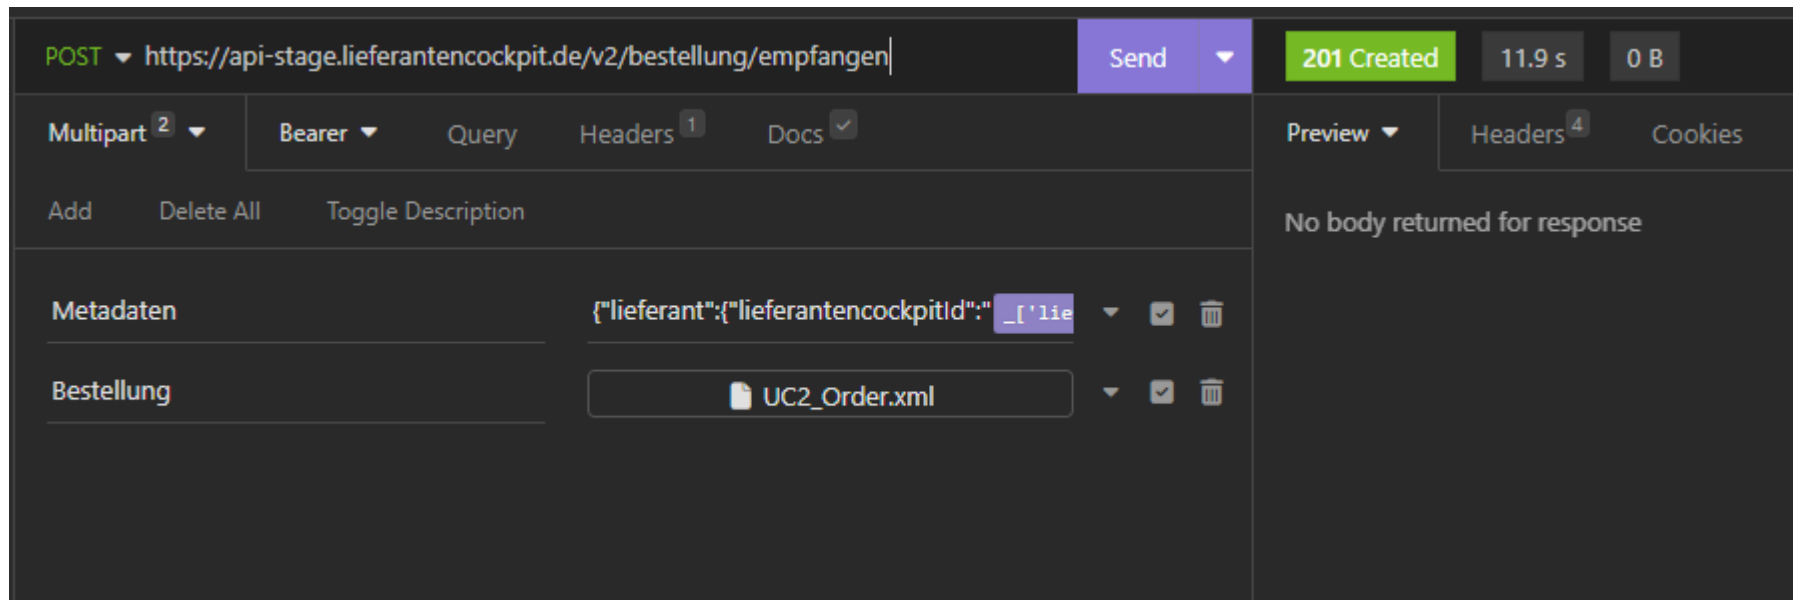 POST https://api-stage.lieferantencockpit.de/v2/bestellung/empfangen Send 201 Created 11.9 s 0 B
Multipart 2 Bearer Query Headers 1 Docs Preview Headers 4 Cookies
Add Delete All Toggle Description
No body returned for response
Metadaten {"lieferant":{"lieferantencockpitId":" _['lie
Bestellung UC2_Order.xml